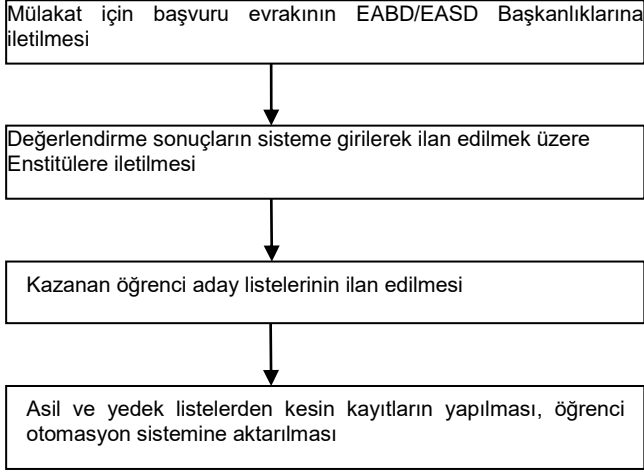 Mülakat için başvuru evrakının EABD/EASD Başkanlıklarına
iletilmesi
Değerlendirme sonuçların sisteme girilerek ilan edilmek üzere
Enstitülere iletilmesi
Kazanan öğrenci aday listelerinin ilan edilmesi
Asil ve yedek listelerden kesin kayıtların yapılması, öğrenci
otomasyon sistemine aktarılması